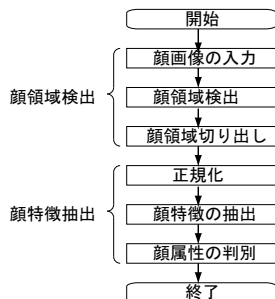 開始
顔画像の入力
顔領域検出
顔領域検出
顔領域切り出し
正規化
顔特徴抽出
顔特徴の抽出
顔属性の判別
終了